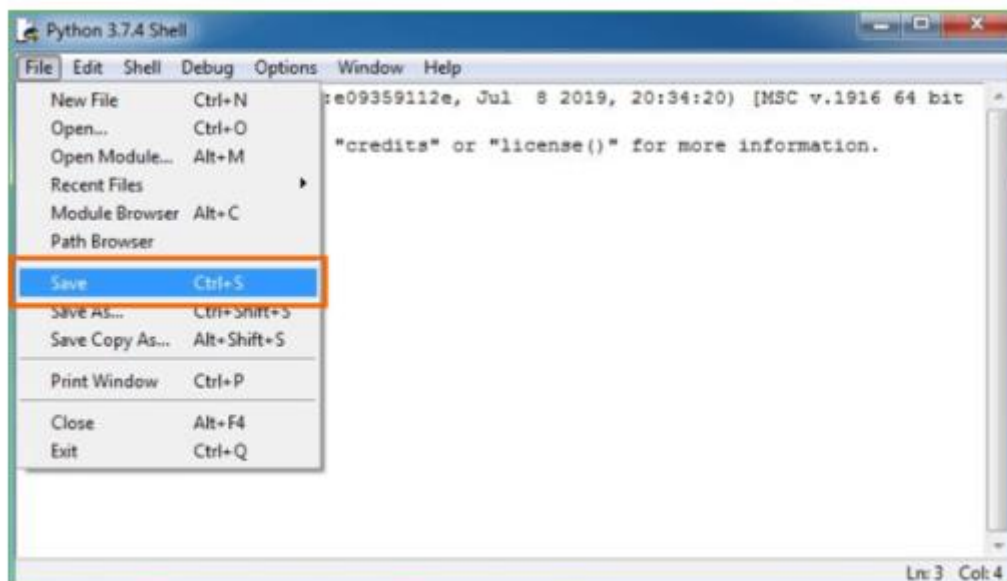 Python 3.7.4 Shell
File Edit Shell Debug Options Window Help
New File Ctrl+N
:e09359112e, Jul 8 2019, 20:34:20) [MSC v.1916 64 bit
Open... Ctrl+O
"credits" or "license()" for more information.
Open Module... Alt+M
Recent Files
Module Browser Alt+C
Path Browser
Save Ctrl+S
Save As... Ctrl+Shift+S
Save Copy As... Alt+Shift+S
Print Window Ctrl+P
Close Alt+F4
Exit Ctrl+Q
Ln: 3 Col: 4